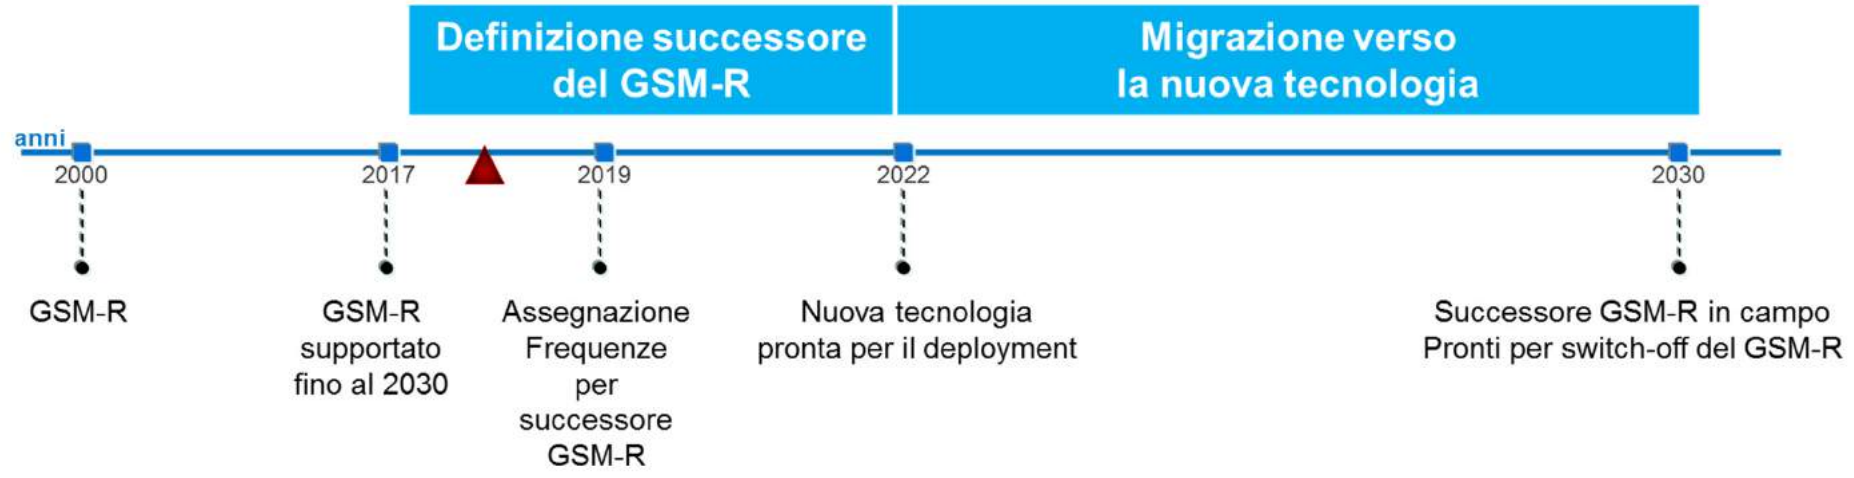 Definizione successore
del GSM-R
Migrazione verso
la nuova tecnologia
anni
2000
2017
2019
2022
2030
GSM-R
GSM-R
supportato
fino al 2030
Assegnazione
Frequenze
per
successore
GSM-R
Nuova tecnologia
pronta per il deployment
Successore GSM-R in campo
Pronti per switch-off del GSM-R